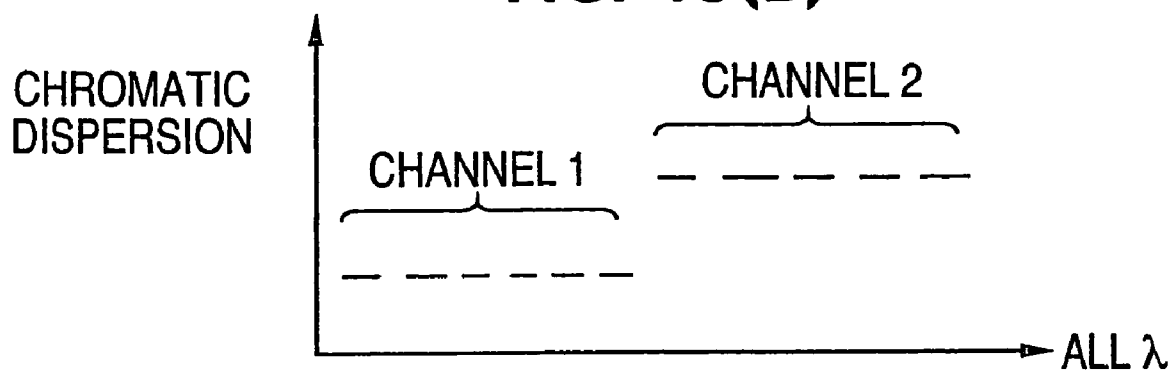 CHROMATIC
DISPERSION
CHANNEL 1
CHANNEL 2
ALL λ